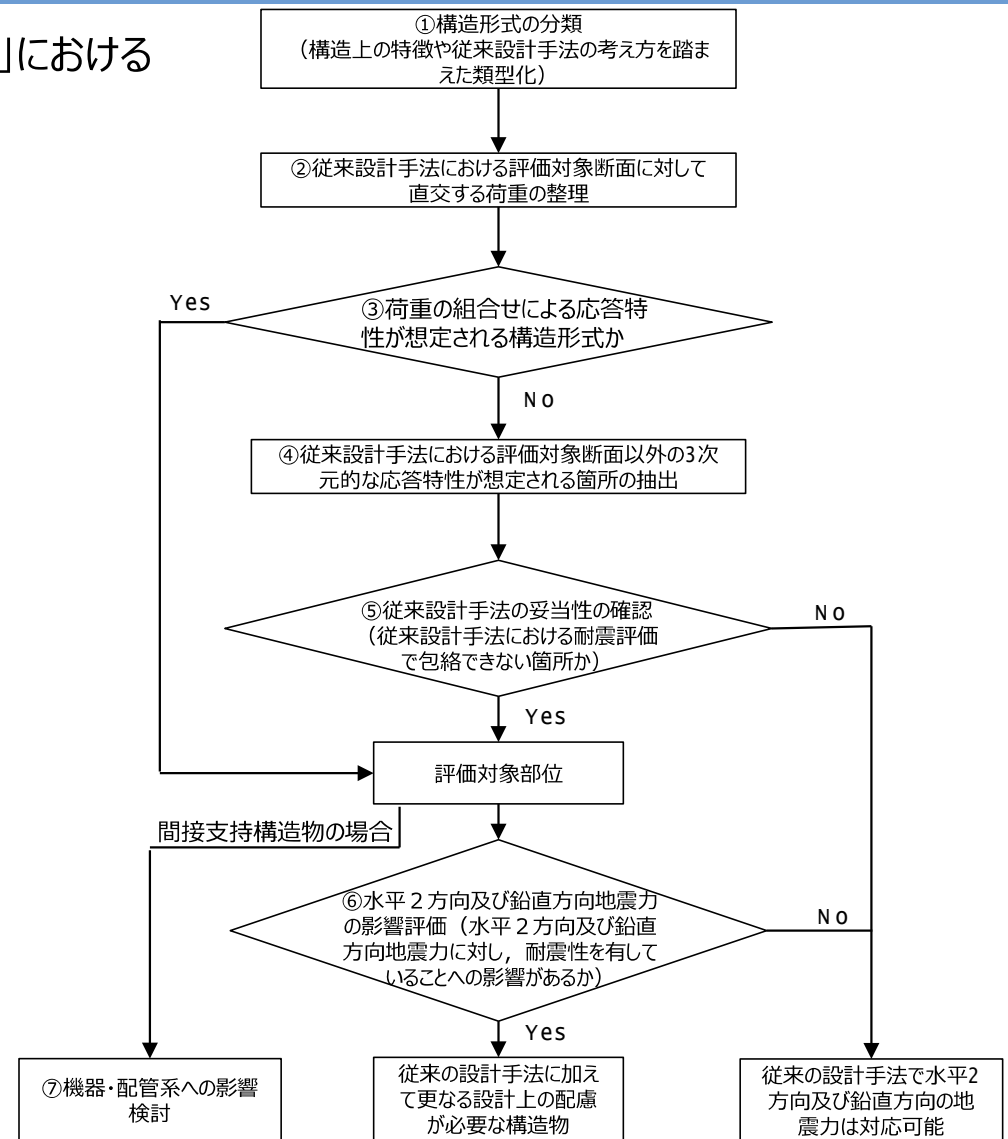 」における
①構造形式の分類
（構造上の特徴や従来設計手法の考え方を踏ま
えた類型化）
②従来設計手法における評価対象断面に対して
直交する荷重の整理
③荷重の組合せによる応答特
性が想定される構造形式か
Yes
No
④従来設計手法における評価対象断面以外の3次
元的な応答特性が想定される箇所の抽出
⑤従来設計手法の妥当性の確認
（従来設計手法における耐震評価
で包絡できない箇所か）
No
Yes
評価対象部位
間接支持構造物の場合
⑥水平２方向及び鉛直方向地震力
の影響評価（水平２方向及び鉛直
方向地震力に対し，耐震性を有して
いることへの影響があるか）
No
Yes
⑦機器・配管系への影響
検討
従来の設計手法に加え
て更なる設計上の配慮
が必要な構造物
従来の設計手法で水平2
方向及び鉛直方向の地
震力は対応可能